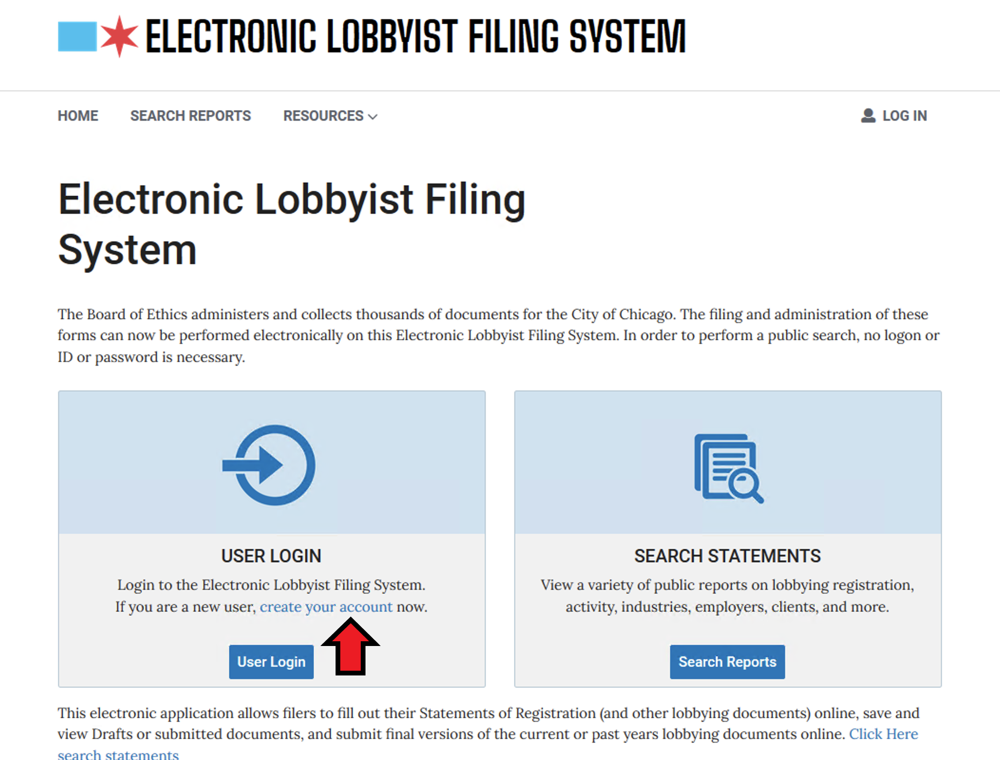 ELECTRONIC LOBBYIST FILING SYSTEM
HOME SEARCH REPORTS RESOURCES LOG IN
Electronic Lobbyist Filing
System
The Board of Ethics administers and collects thousands of documents for the City of Chicago. The filing and administration of these
forms can now be performed electronically on this Electronic Lobbyist Filing System. In order to perform a public search, no logon or
ID or password is necessary.
USER LOGIN
Login to the Electronic Lobbyist Filing System.
If you are a new user, create your account now.
User Login
SEARCH STATEMENTS
View a variety of public reports on lobbying registration,
activity, industries, employers, clients, and more.
Search Reports
This electronic application allows filers to fill out their Statements of Registration (and other lobbying documents) online, save and
view Drafts or submitted documents, and submit final versions of the current or past years lobbying documents online. Click Here
search statements